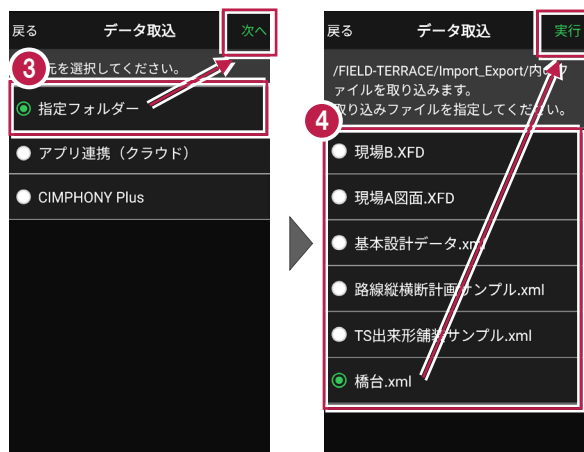 戻る データ取込 次へ
3
元を選択してください。
指定フォルダー
アプリ連携（クラウド）
CIMPHONY Plus
戻る データ取込 実行
/FIELD-TERRACE/Import_Export/内のファイルを取り込みます。
取り込みファイルを指定してください。
4
現場B.XFD
現場A図面.XFD
基本設計データ.xml
路線縦横断計画サンプル.xml
TS出来形舗装サンプル.xml
橋台.xml